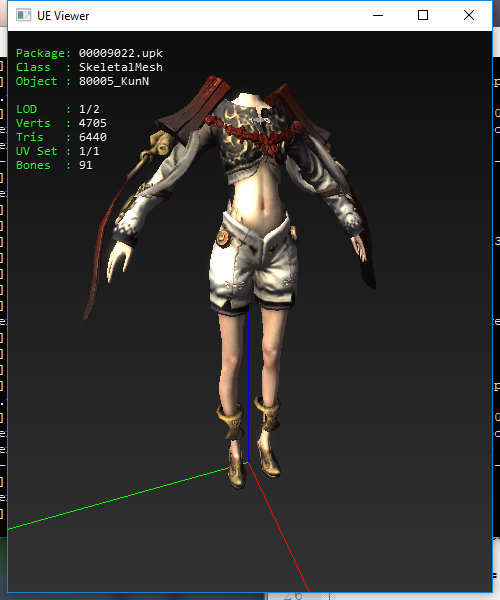 UE Viewer
Package: 00009022.upk
Class : SkeletalMesh
Object : 80005_KunN
LOD : 1/2
Verts : 4705
Tris : 6440
UV Set : 1/1
Bones : 91